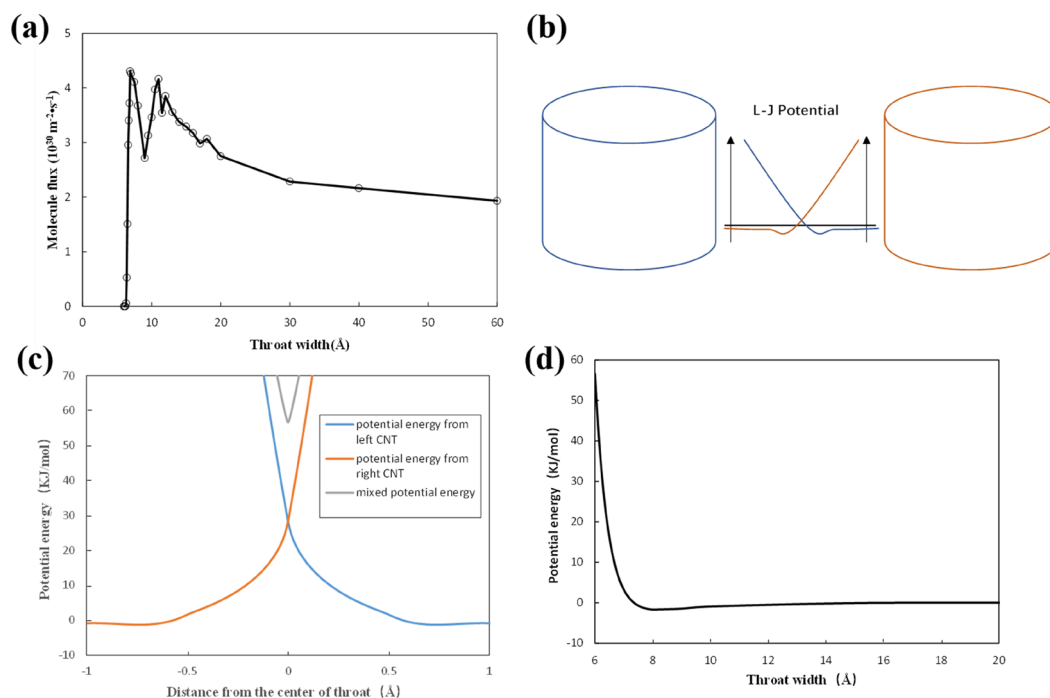 (a)
5
4
3
2
1
0
Molecule flux (10³⁰ m⁻²•s⁻¹)
0 10 20 30 40 50 60
Throat width(Å)
(b)
L-J Potential
(c)
70
60
50
40
30
20
10
0
-10
Potential energy (KJ/mol)
potential energy from
left CNT
potential energy from
right CNT
mixed potential energy
-1 -0.5 0 0.5 1
Distance from the center of throat (Å)
(d)
60
50
40
30
20
10
0
-10
Potential energy (KJ/mol)
6 8 10 12 14 16 18 20
Throat width (Å)